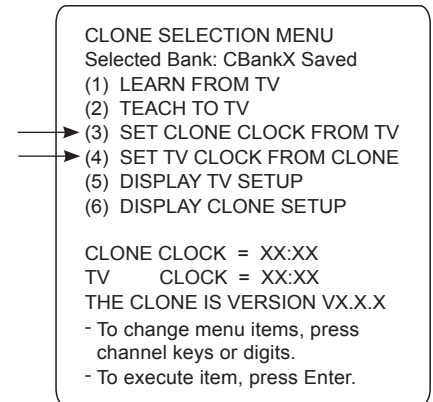 CLONE SELECTION MENU
Selected Bank: CBankX Saved
(1) LEARN FROM TV
(2) TEACH TO TV
(3) SET CLONE CLOCK FROM TV
(4) SET TV CLOCK FROM CLONE
(5) DISPLAY TV SETUP
(6) DISPLAY CLONE SETUP
CLONE CLOCK = XX:XX
TV CLOCK = XX:XX
THE CLONE IS VERSION VX.X.X
- To change menu items, press
channel keys or digits.
- To execute item, press Enter.